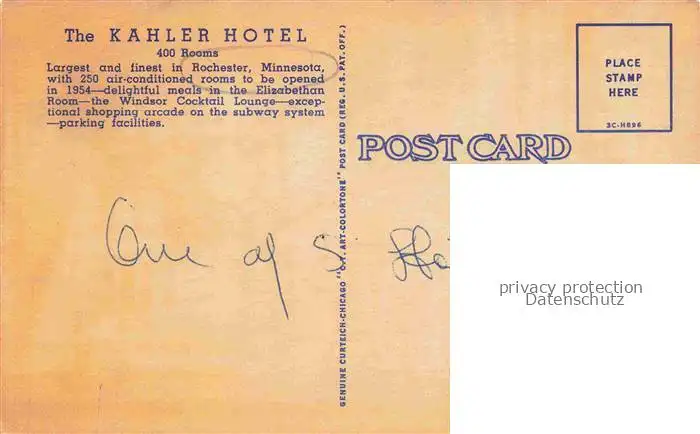 The KAHLER HOTEL
400 Rooms
Largest and finest in Rochester, Minnesota,
with 250 air-conditioned rooms to be opened
in 1954—delightful meals in the Elizabethan
Room—the Windsor Cocktail Lounge—excep-
tional shopping arcade on the subway system
—parking facilities.
GENUINE CURTEICH-CHICAGO "C.T. ART-COLORTONE" POST CARD (REG. U.S. PAT. OFF.)
PLACE
STAMP
HERE
3C-H896
POST CARD
One of
privacy protection
Datenschutz